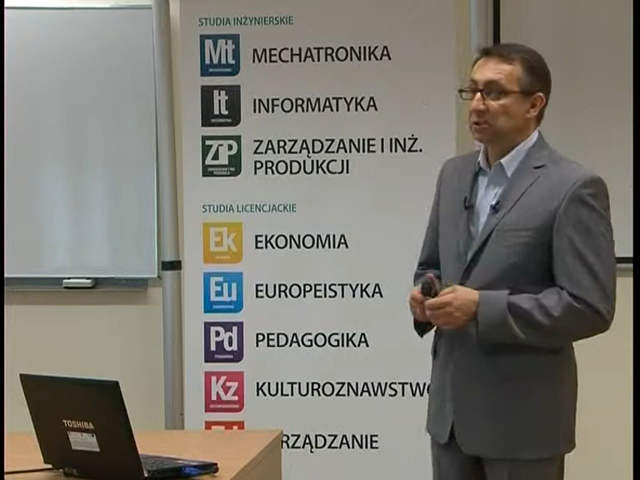 STUDIA INŻYNIERSKIE
Mt MECHATRONIKA
It INFORMATYKA
ZP ZARZĄDZANIE I INŻ.
PRODUKCJI
STUDIA LICENCJACKIE
Ek EKONOMIA
Eu EUROPEISTYKA
Pd PEDAGOGIKA
Kz KULTUROZNAWSTWO
RZĄDZANIE
TOSHIBA